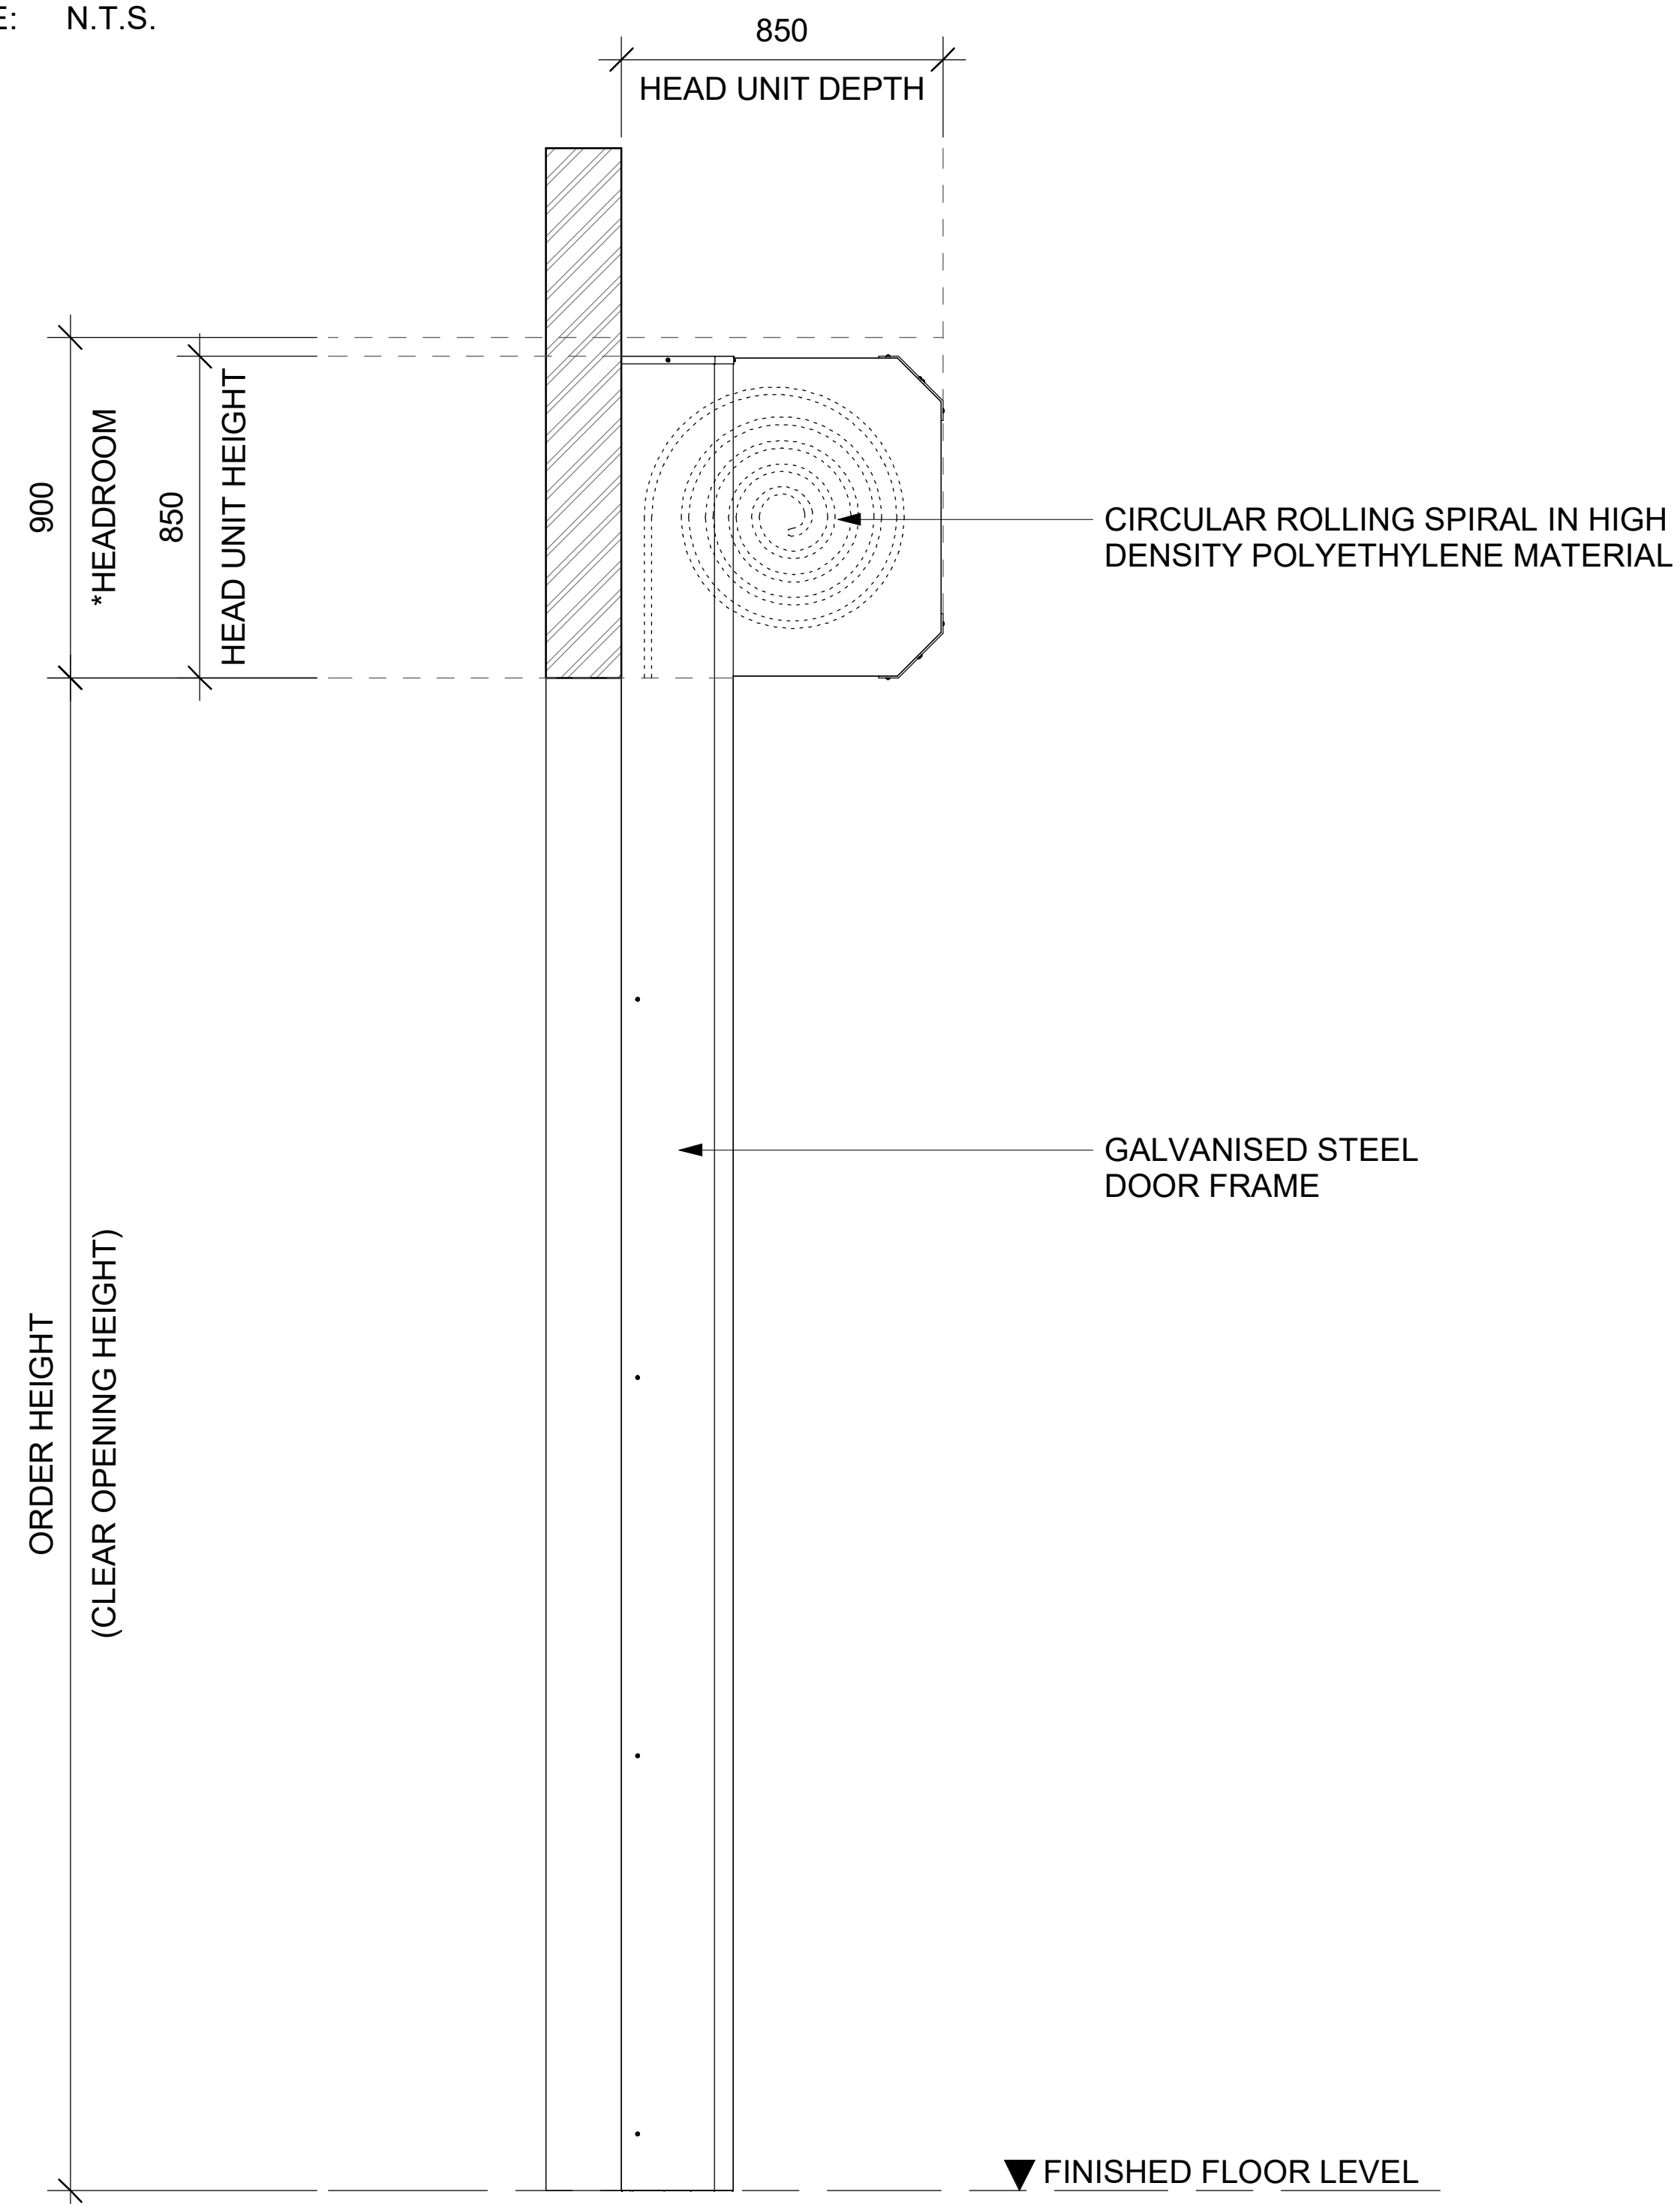 E: N.T.S.
850
HEAD UNIT DEPTH
900
*HEADROOM
850
HEAD UNIT HEIGHT
CIRCULAR ROLLING SPIRAL IN HIGH
DENSITY POLYETHYLENE MATERIAL
GALVANISED STEEL
DOOR FRAME
ORDER HEIGHT
(CLEAR OPENING HEIGHT)
FINISHED FLOOR LEVEL